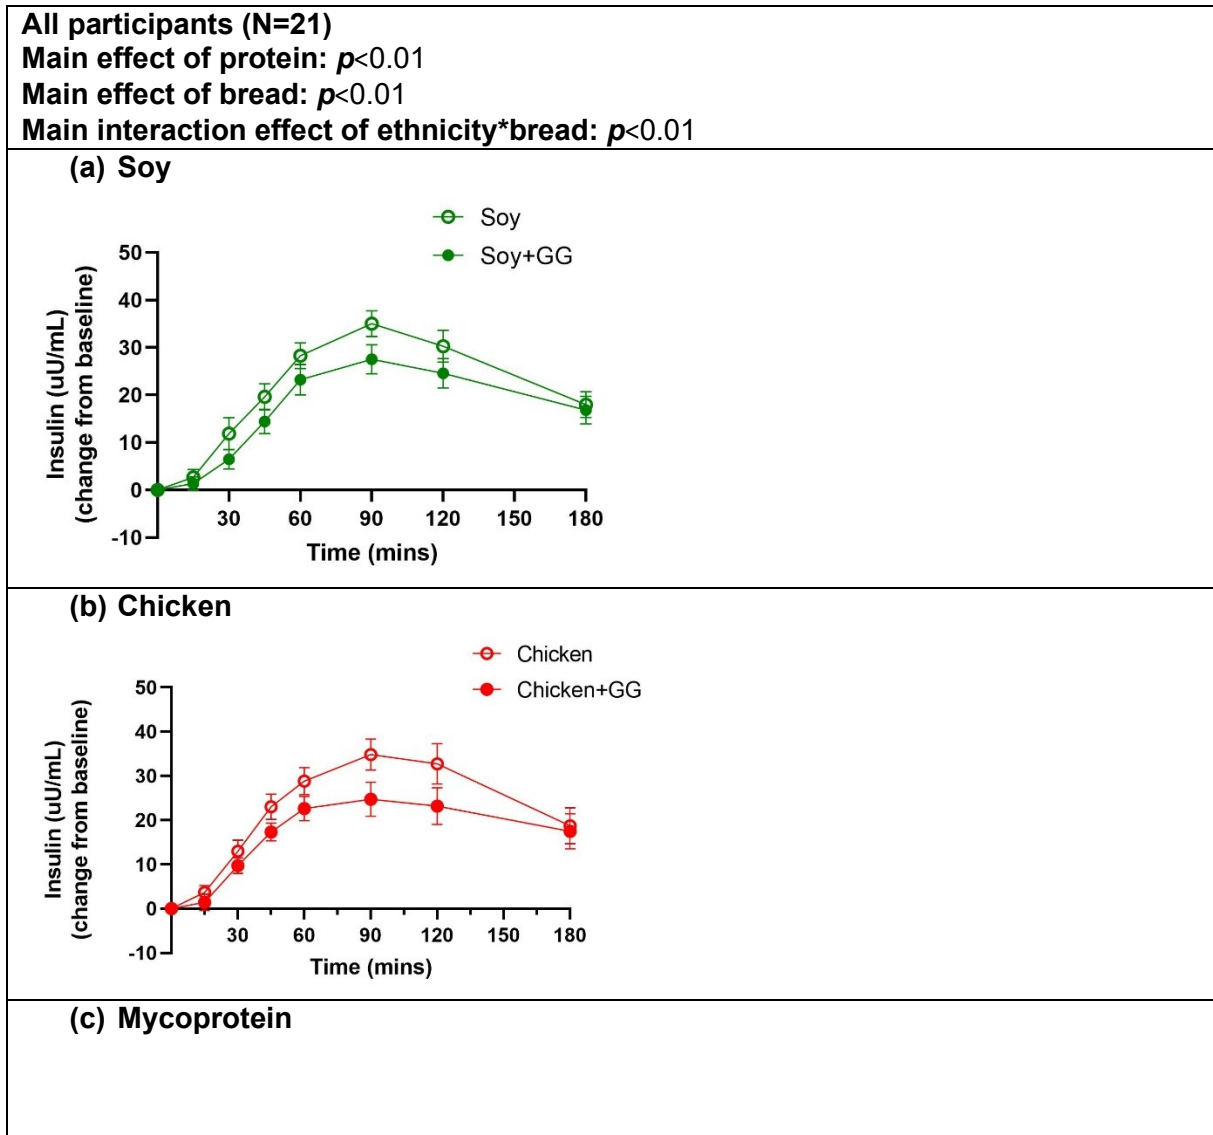 All participants (N=21)
Main effect of protein: p<0.01
Main effect of bread: p<0.01
Main interaction effect of ethnicity*bread: p<0.01
(a) Soy
Soy
Soy+GG
50
40
30
20
10
0
-10
Insulin (uU/mL)
(change from baseline)
30 60 90 120 150 180
Time (mins)
(b) Chicken
Chicken
Chicken+GG
50
40
30
20
10
0
-10
Insulin (uU/mL)
(change from baseline)
30 60 90 120 150 180
Time (mins)
(c) Mycoprotein